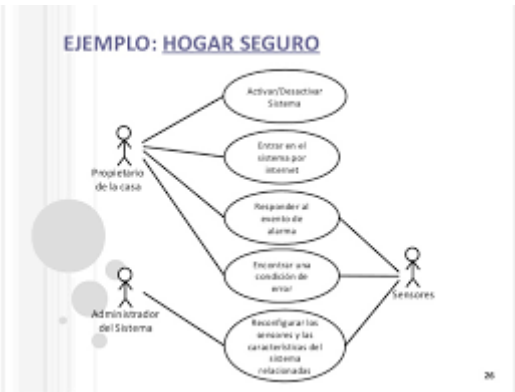 EJEMPLO: HOGAR SEGURO
Activar/Desactivar
Sistema
Entrar en el
sistema por
internet
Propietario
de la casa
Responder al
evento de
alarma
Encontrar una
condición de
error
Sensores
Administrador
del Sistema
Reconfigurar los
sensores y las
características del
sistema
relacionadas
26